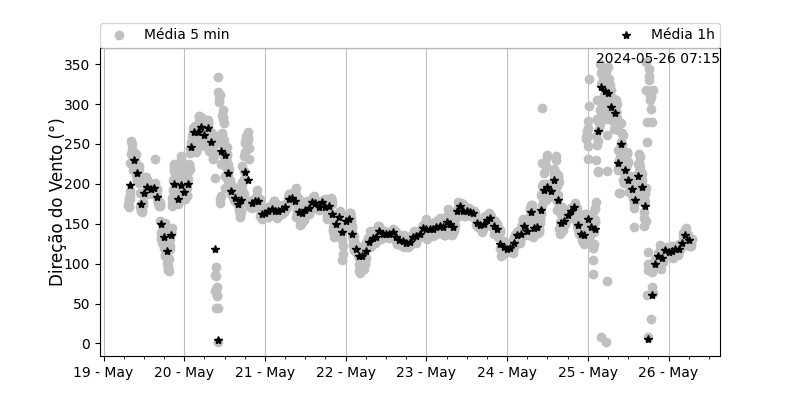 Média 5 min
Média 1h
2024-05-26 07:15
Direção do Vento (°)
350
300
250
200
150
100
50
0
19 - May
20 - May
21 - May
22 - May
23 - May
24 - May
25 - May
26 - May